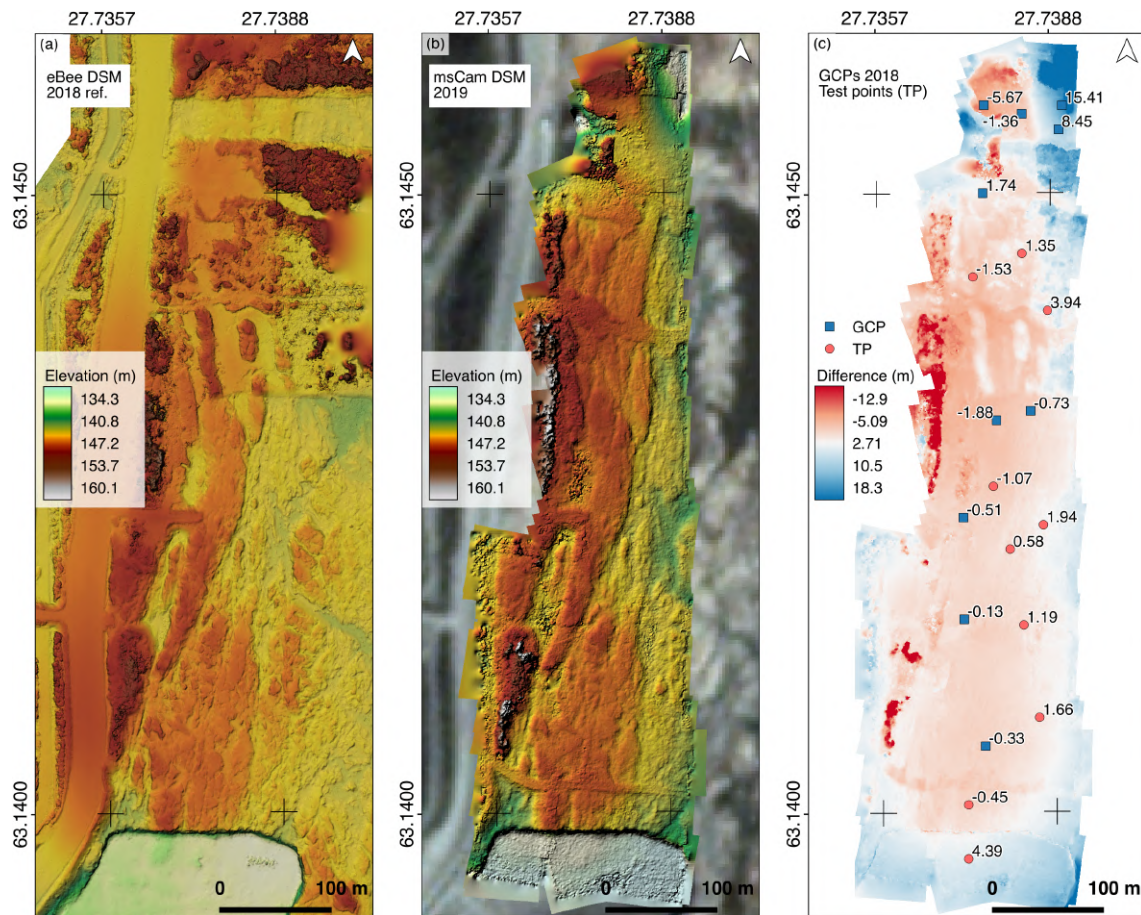 27.7357 27.7388
27.7357 27.7388
27.7357 27.7388
(a)
eBee DSM
2018 ref.
63.1450
Elevation (m)
134.3
140.8
147.2
153.7
160.1
63.1400
0 100 m
(b)
msCam DSM
2019
Elevation (m)
134.3
140.8
147.2
153.7
160.1
0 100 m
(c)
GCPs 2018
Test points (TP)
63.1450
GCP
TP
Difference (m)
-12.9
-5.09
2.71
10.5
18.3
63.1400
-5.67
15.41
-1.36
8.45
1.74
1.35
-1.53
3.94
-0.73
-1.88
-1.07
-0.51
1.94
0.58
-0.13
1.19
1.66
-0.33
-0.45
4.39
0 100 m